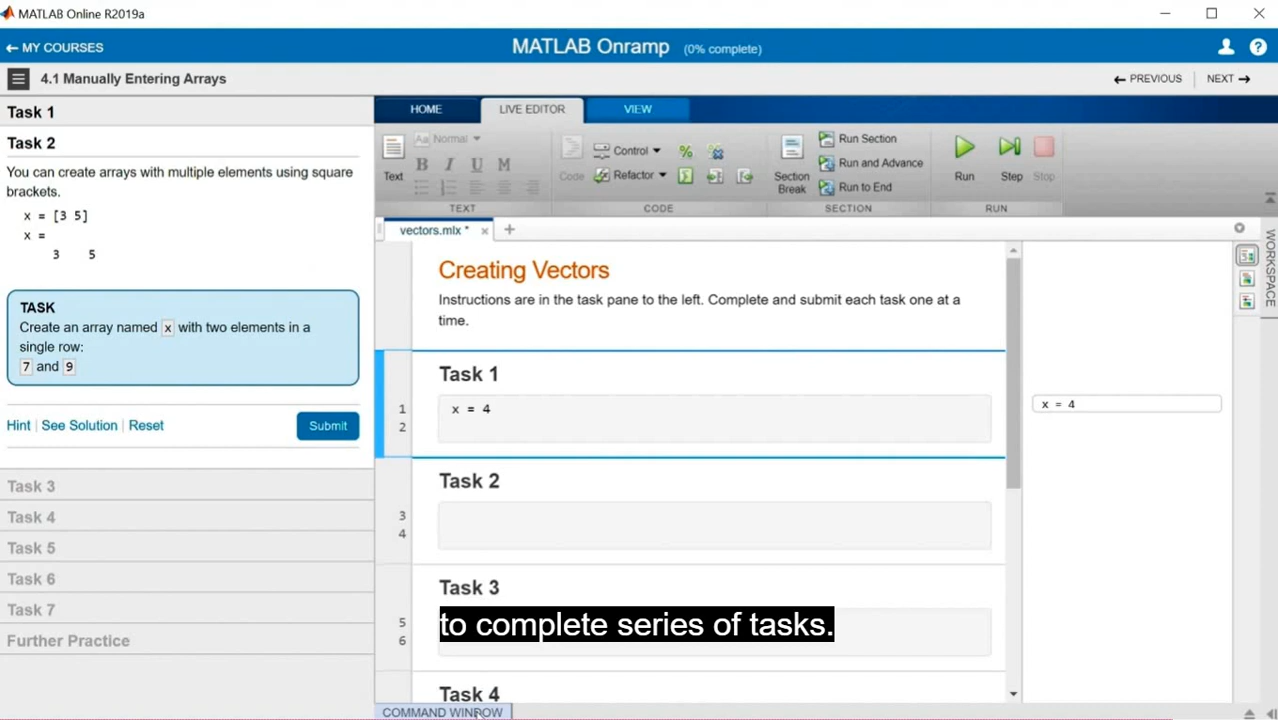 MATLAB Online R2019a
MY COURSES
MATLAB Onramp (0% complete)
4.1 Manually Entering Arrays
PREVIOUS NEXT
Task 1
Task 2
You can create arrays with multiple elements using square
brackets.
x = [3 5]
x =
3 5
TASK
Create an array named x with two elements in a
single row:
7 and 9
Hint See Solution Reset Submit
Task 3
Task 4
Task 5
Task 6
Task 7
Further Practice
HOME LIVE EDITOR VIEW
Text
Aa Normal
B I U M
TEXT
Code
Control
Refactor
CODE
Section
Break
Run Section
Run and Advance
Run to End
SECTION
Run Step Stop
RUN
vectors.mlx *
WORKSPACE
Creating Vectors
Instructions are in the task pane to the left. Complete and submit each task one at a
time.
Task 1
1 x = 4
2
x = 4
Task 2
3
4
Task 3
5
6
to complete series of tasks.
Task 4
COMMAND WINDOW